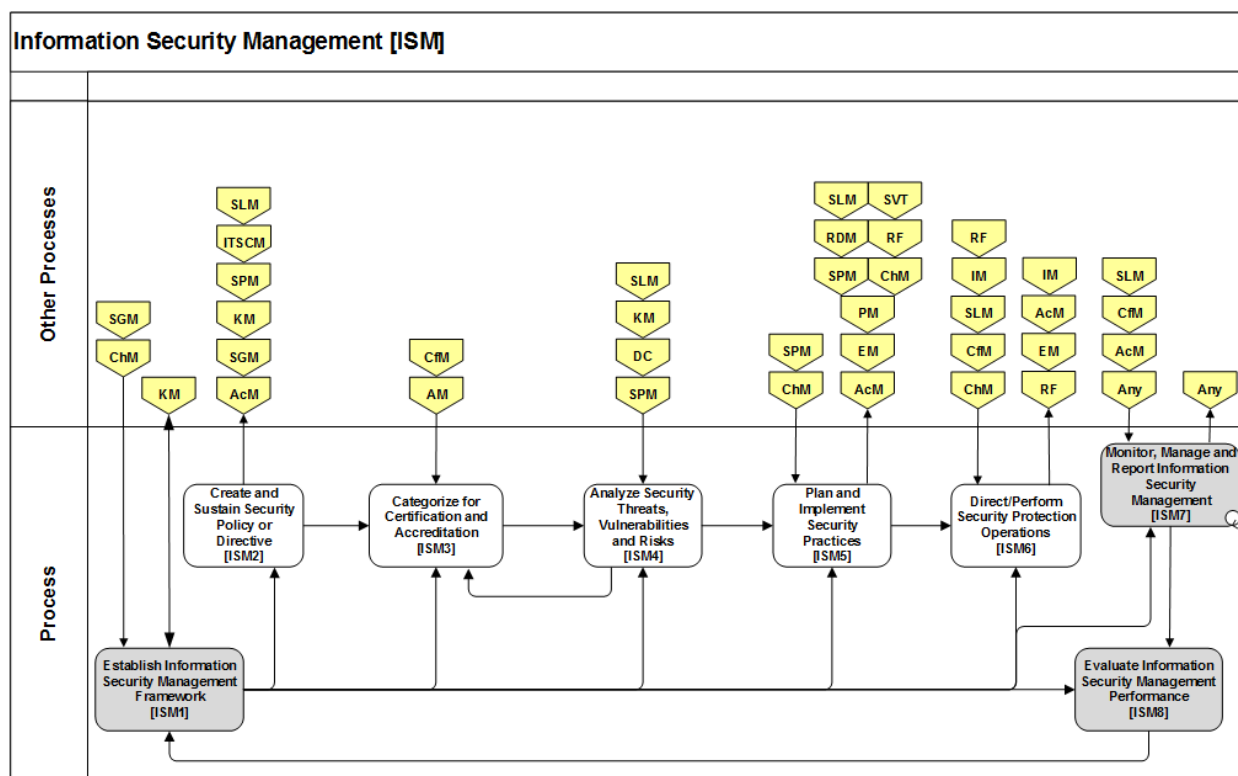 Information Security Management [ISM]
Other Processes
SGM
ChM
KM
SLM
ITSCM
SPM
KM
SGM
AcM
CfM
AM
SLM
KM
DC
SPM
SPM
ChM
SLM
SVT
RDM
RF
SPM
ChM
PM
EM
AcM
RF
IM
SLM
CfM
ChM
IM
AcM
EM
RF
SLM
CfM
AcM
Any
Any
Process
Create and
Sustain Security
Policy or
Directive
[ISM2]
Categorize for
Certification and
Accreditation
[ISM3]
Analyze Security
Threats,
Vulnerabilities
and Risks
[ISM4]
Plan and
Implement
Security
Practices
[ISM5]
Direct/Perform
Security Protection
Operations
[ISM6]
Monitor, Manage and
Report Information
Security
Management
[ISM7]
Establish Information
Security Management
Framework
[ISM1]
Evaluate Information
Security Management
Performance
[ISM8]